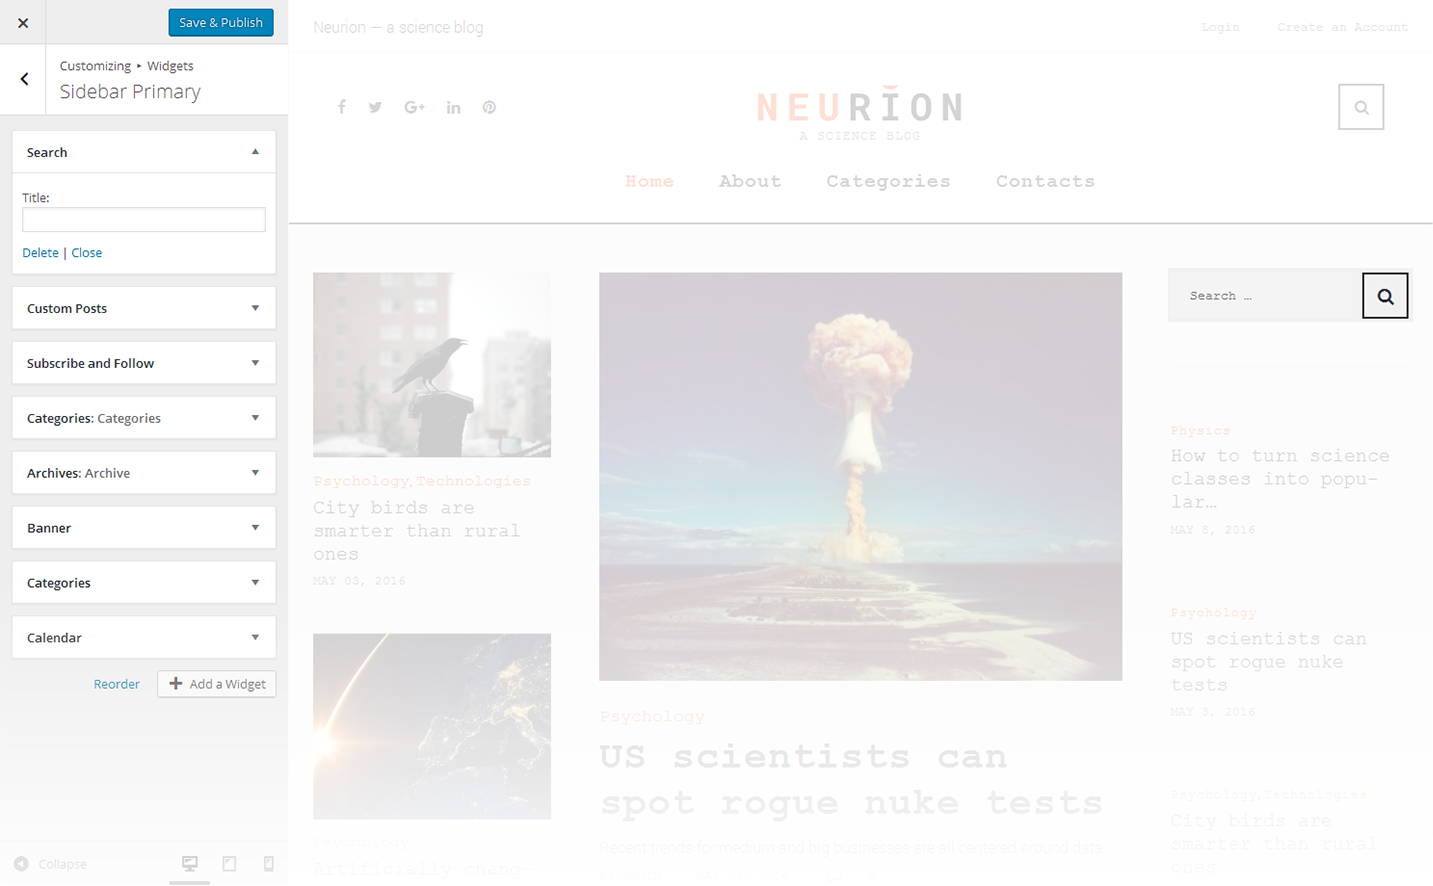 Save & Publish
Customizing ▸ Widgets
Sidebar Primary
Search
Title:
Delete | Close
Custom Posts
Subscribe and Follow
Categories: Categories
Archives: Archive
Banner
Categories
Calendar
Reorder
Add a Widget
Collapse
Neurion — a science blog
Login
Create an Account
NEURION
A SCIENCE BLOG
Home
About
Categories
Contacts
Psychology, Technologies
City birds are
smarter than rural
ones
MAY 03, 2016
Psychology
Artificially chang-
Psychology
US scientists can
spot rogue nuke tests
Recent trends for medium and big businesses are all centered around data
Search …
Physics
How to turn science
classes into popu-
lar…
MAY 8, 2016
Psychology
US scientists can
spot rogue nuke
tests
MAY 3, 2016
Psychology, Technologies
City birds are
smarter than rural
ones